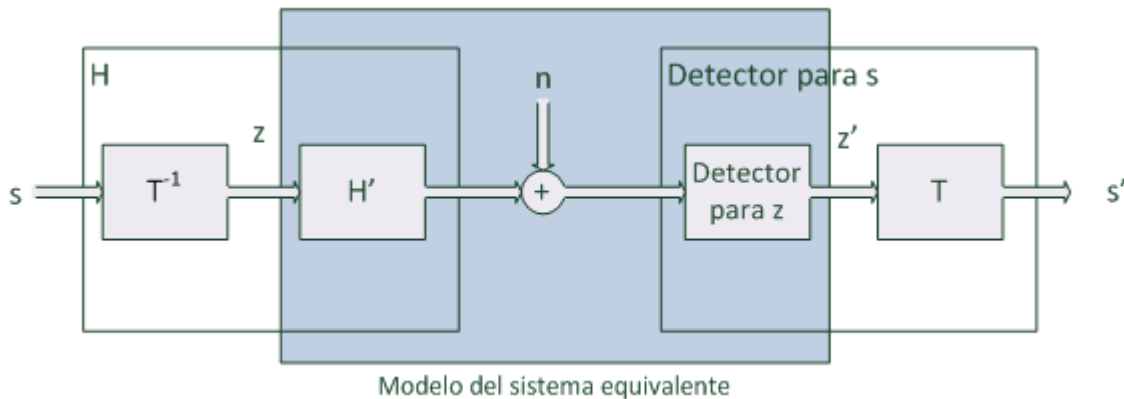 H
n
Detector para s
z
z'
s
T-1
H'
+
Detector
para z
T
s'
Modelo del sistema equivalente